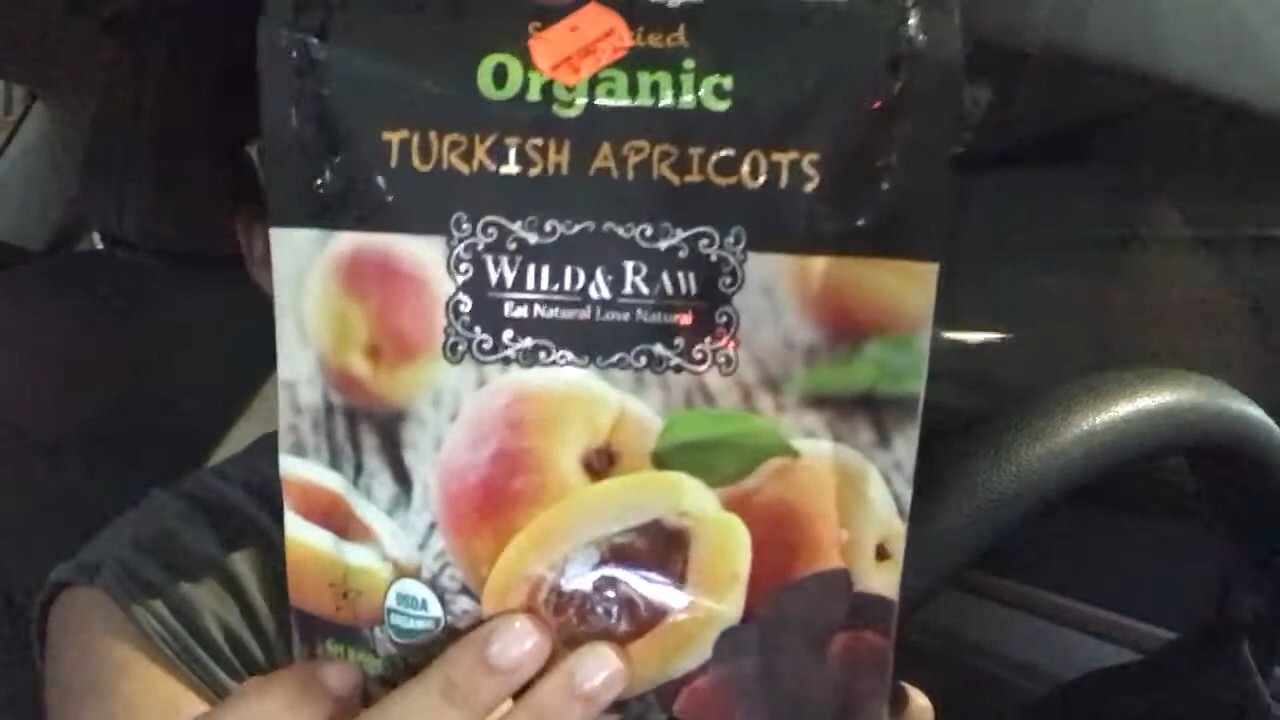 Organic
TURKISH APRICOTS
WILD & RAW
Eat Natural Love Natural
USDA
ORGANIC